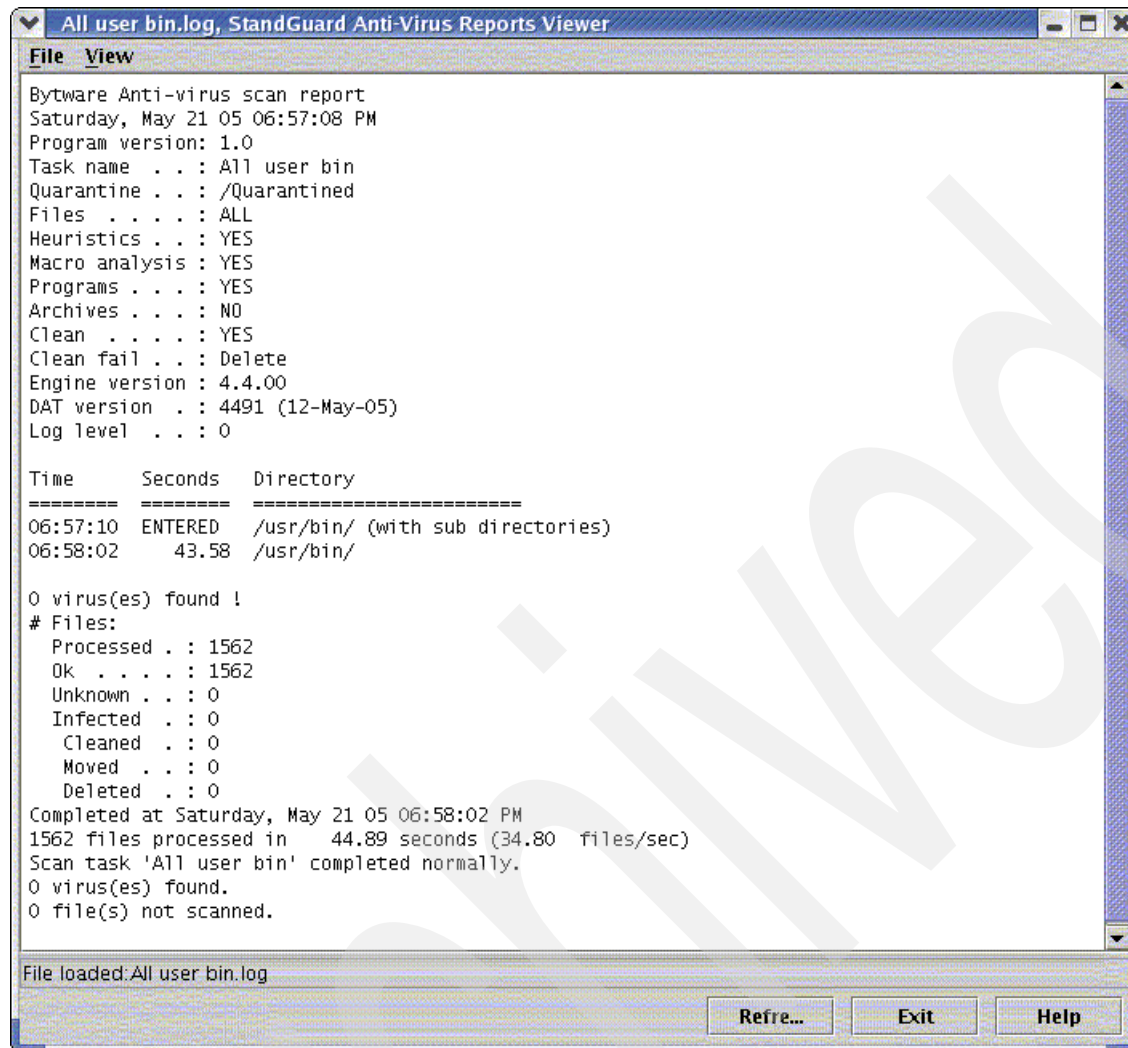 All user bin.log, StandGuard Anti-Virus Reports Viewer
File View
Bytware Anti-virus scan report
Saturday, May 21 05 06:57:08 PM
Program version: 1.0
Task name . . : All user bin
Quarantine . . : /Quarantined
Files . . . . : ALL
Heuristics . . : YES
Macro analysis : YES
Programs . . . : YES
Archives . . . : NO
Clean . . . . : YES
Clean fail . . : Delete
Engine version : 4.4.00
DAT version . : 4491 (12-May-05)
Log level . . : 0
Time Seconds Directory
======== ======== ========================
06:57:10 ENTERED /usr/bin/ (with sub directories)
06:58:02 43.58 /usr/bin/
0 virus(es) found !
# Files:
Processed . : 1562
Ok . . . . : 1562
Unknown . . : 0
Infected . : 0
Cleaned . : 0
Moved . . : 0
Deleted . : 0
Completed at Saturday, May 21 05 06:58:02 PM
1562 files processed in 44.89 seconds (34.80 files/sec)
Scan task 'All user bin' completed normally.
0 virus(es) found.
0 file(s) not scanned.
File loaded:All user bin.log
Refre... Exit Help